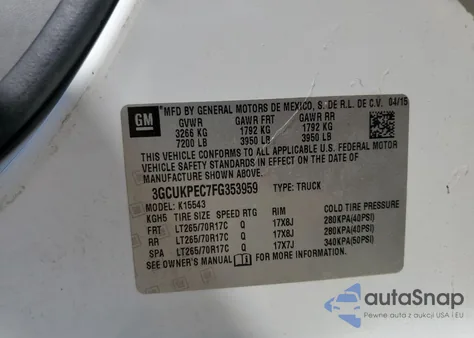 GM
MFD BY GENERAL MOTORS DE MEXICO, S. DE R.L. DE C.V. 04/15
GVWR GAWR FRT GAWR RR
3266 KG 1792 KG 1792 KG
7200 LB 3950 LB 3950 LB
THIS VEHICLE CONFORMS TO ALL APPLICABLE U.S. FEDERAL MOTOR
VEHICLE SAFETY STANDARDS IN EFFECT ON THE DATE OF
MANUFACTURE SHOWN ABOVE.
3GCUKPEC7FG353959 TYPE: TRUCK
MODEL: K15543
KGH5 TIRE SIZE SPEED RTG RIM COLD TIRE PRESSURE
FRT LT265/70R17C Q 17X8J 280KPA(40PSI)
RR LT265/70R17C Q 17X8J 280KPA(40PSI)
SPA LT265/70R17C Q 17X7J 340KPA(50PSI)
SEE OWNER'S MANUAL FOR MORE INFORMATION
autoSnap
Pewne auta z aukcji USA i EU